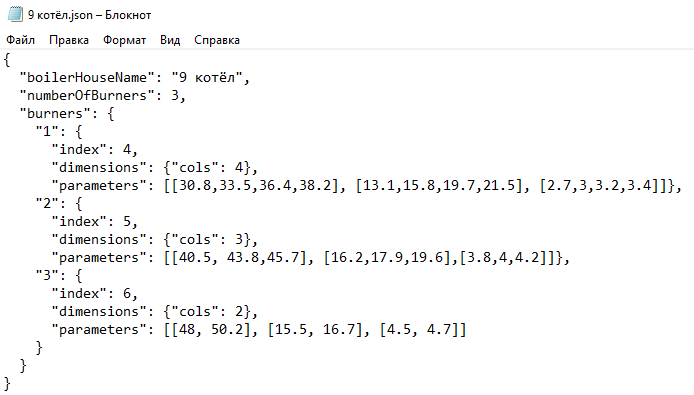 9 котёл.json – Блокнот
Файл Правка Формат Вид Справка
{
  "boilerHouseName": "9 котёл",
  "numberOfBurners": 3,
  "burners": {
    "1": {
      "index": 4,
      "dimensions": {"cols": 4},
      "parameters": [[30.8,33.5,36.4,38.2], [13.1,15.8,19.7,21.5], [2.7,3,3.2,3.4]]},
    "2": {
      "index": 5,
      "dimensions": {"cols": 3},
      "parameters": [[40.5, 43.8,45.7], [16.2,17.9,19.6],[3.8,4,4.2]]},
    "3": {
      "index": 6,
      "dimensions": {"cols": 2},
      "parameters": [[48, 50.2], [15.5, 16.7], [4.5, 4.7]]
    }
  }
}